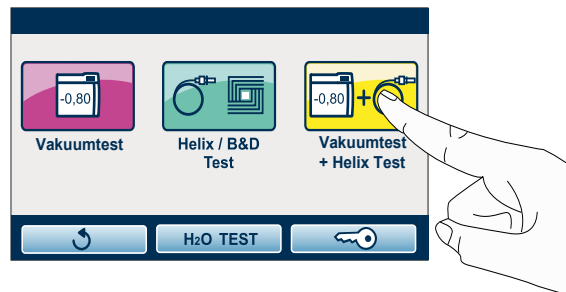 -0,80
-0,80 +
Vakuumtest
Helix / B&D
Test
Vakuumtest
+ Helix Test
H2O TEST